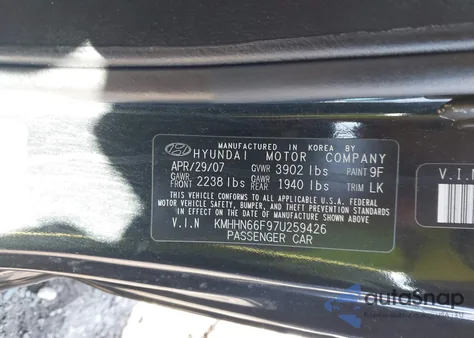 MANUFACTURED IN KOREA BY
HYUNDAI MOTOR COMPANY
APR/29/07 GVWR 3902 lbs PAINT 9F
GAWR FRONT 2238 lbs GAWR REAR 1940 lbs TRIM LK
THIS VEHICLE CONFORMS TO ALL APPLICABLE U.S.A. FEDERAL
MOTOR VEHICLE SAFETY, BUMPER, AND THEFT PREVENTION STANDARDS
IN EFFECT ON THE DATE OF MANUFACTURE SHOWN ABOVE.
V.I.N KMHHN66F97U259426
PASSENGER CAR
V.I.N
autoSnap